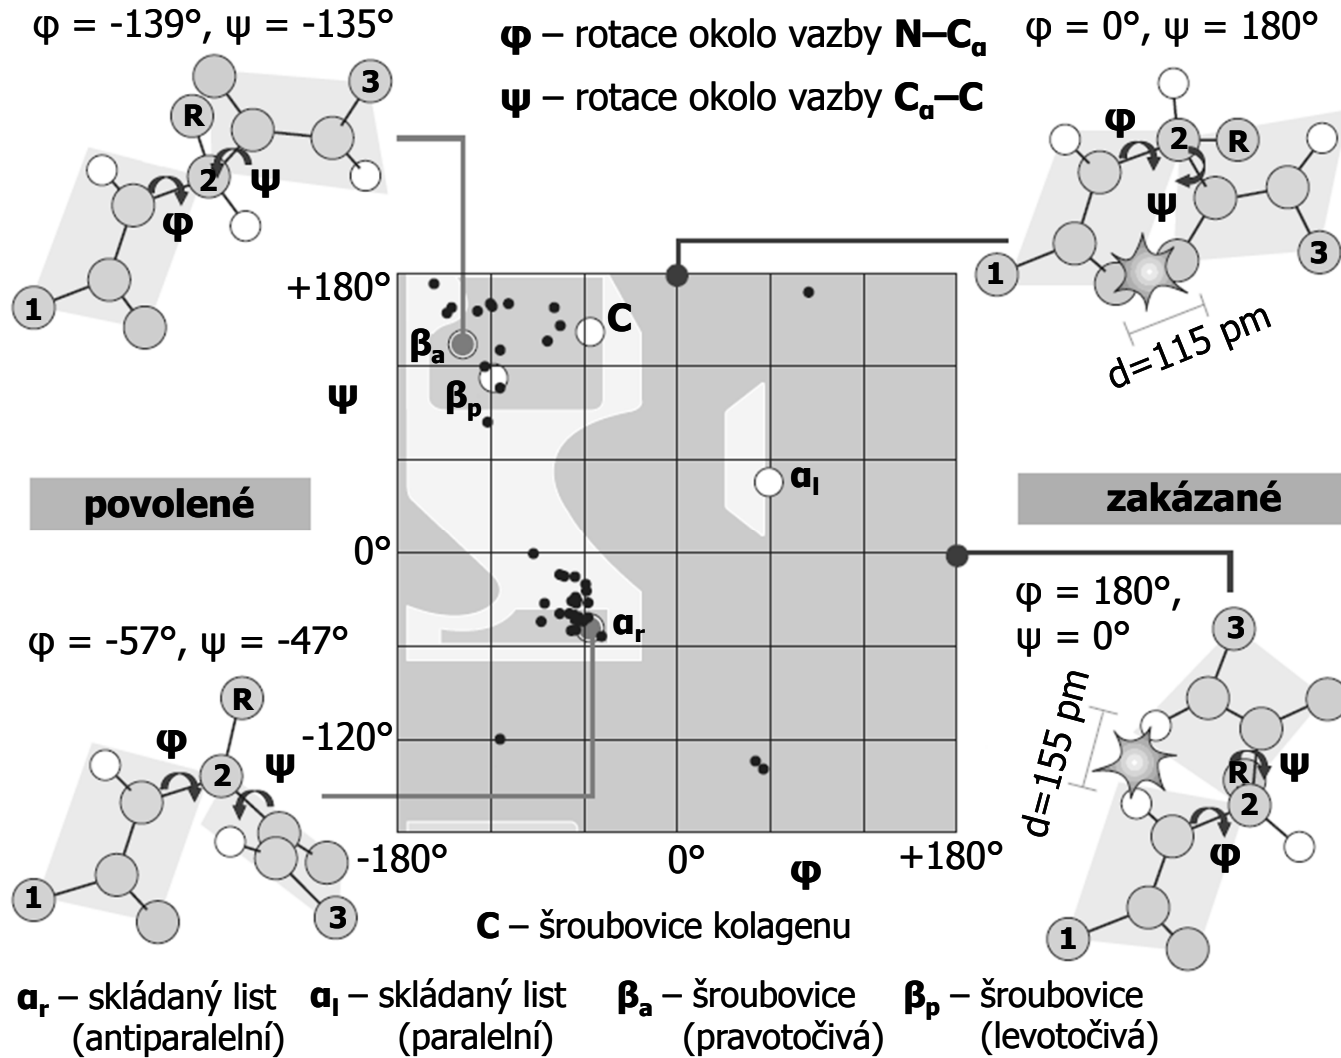 φ = -139°, ψ = -135°
φ – rotace okolo vazby N–Cα
ψ – rotace okolo vazby Cα–C
φ = 0°, ψ = 180°
3
R
2
ψ
φ
1
φ
2
R
ψ
1
3
d=115 pm
+180°
C
βa
βp
ψ
αl
povolené
zakázané
0°
αr
-120°
-180°
0°
φ
+180°
φ = -57°, ψ = -47°
R
φ
2
ψ
1
3
φ = 180°,
ψ = 0°
3
d=155 pm
R
ψ
2
φ
1
C – šroubovice kolagenu
αr – skládaný list
(antiparalelní)
αl – skládaný list
(paralelní)
βa – šroubovice
(pravotočivá)
βp – šroubovice
(levotočivá)